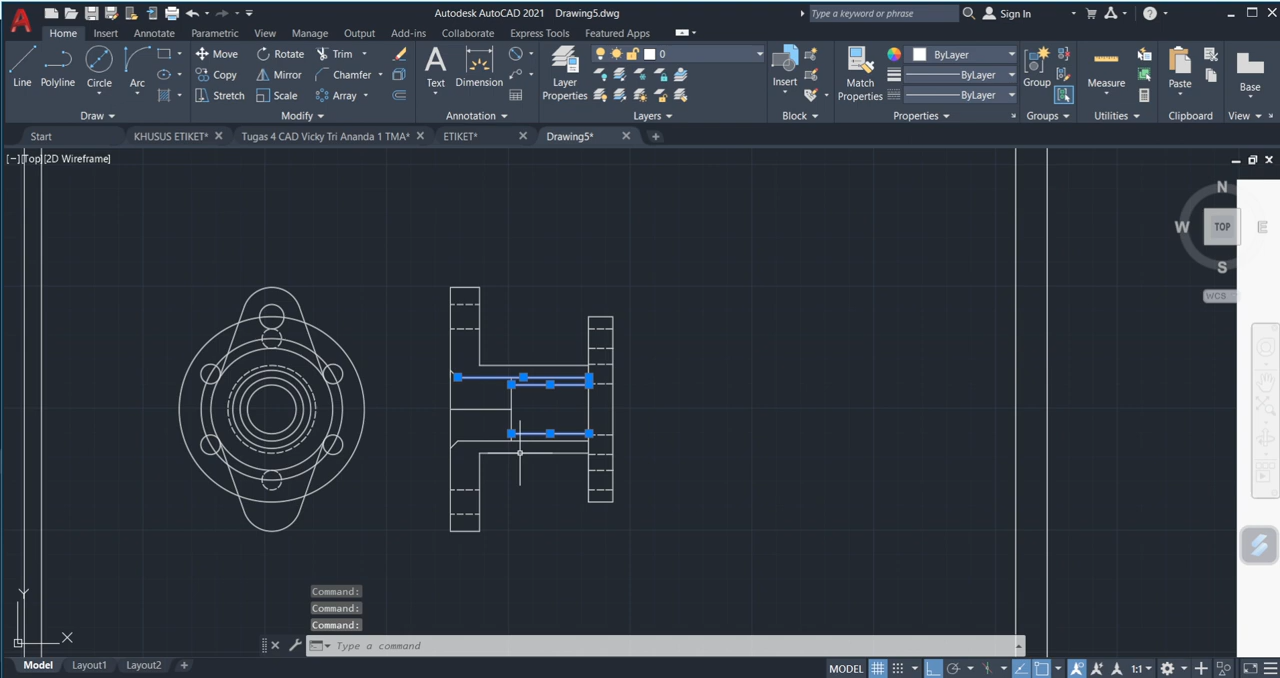 A Autodesk AutoCAD 2021 Drawing5.dwg Type a keyword or phrase Sign In
Home Insert Annotate Parametric View Manage Output Add-ins Collaborate Express Tools Featured Apps
Line Polyline Circle Arc
Move Rotate Trim
Copy Mirror Chamfer
Stretch Scale Array
Text Dimension
Layer Properties
0
Insert
Match Properties
ByLayer
ByLayer
ByLayer
Group
Measure
Paste
Base
Draw Modify Annotation Layers Block Properties Groups Utilities Clipboard View
Start KHUSUS ETIKET* Tugas 4 CAD Vicky Tri Ananda 1 TMA* ETIKET* Drawing5*
[−][Top][2D Wireframe]
N
W TOP E
S
WCS
Command:
Command:
Command:
Y
X
Type a command
Model Layout1 Layout2 MODEL 1:1